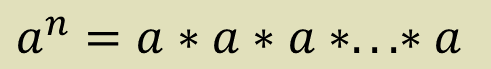 aⁿ = a * a * a *...* a